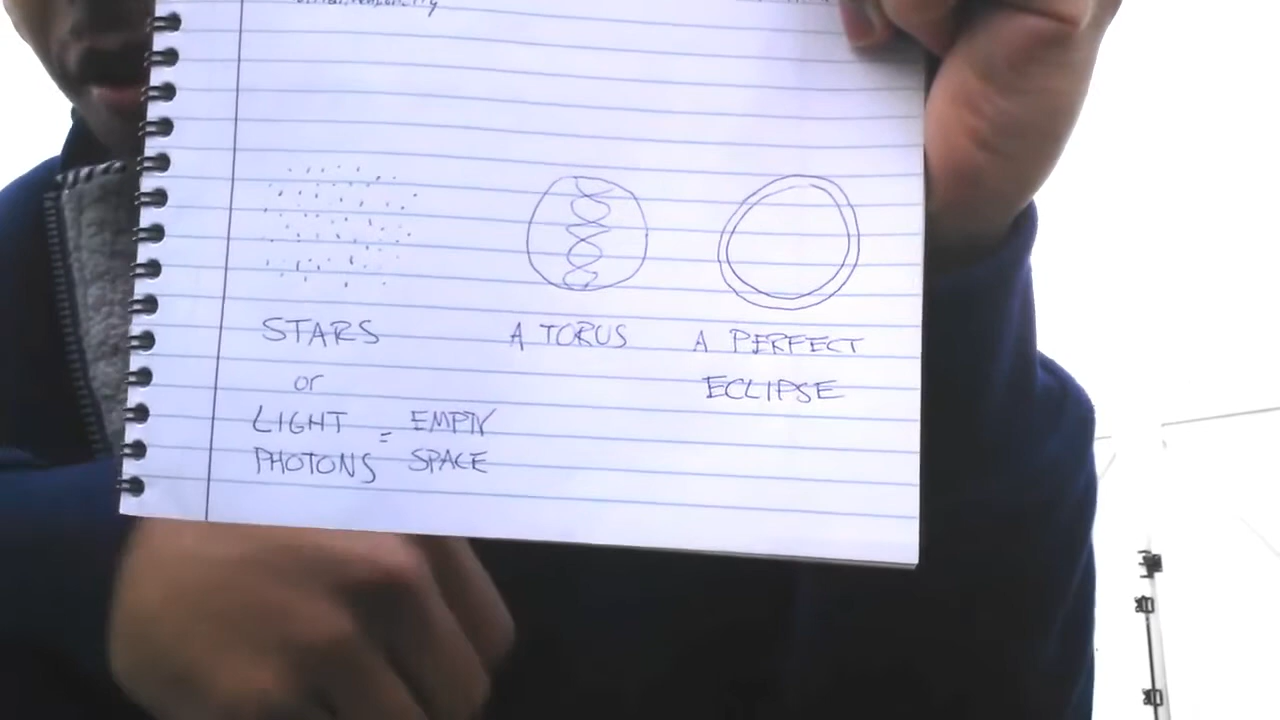 STARS
or
LIGHT = EMPTY
PHOTONS SPACE
A TORUS
A PERFECT
ECLIPSE